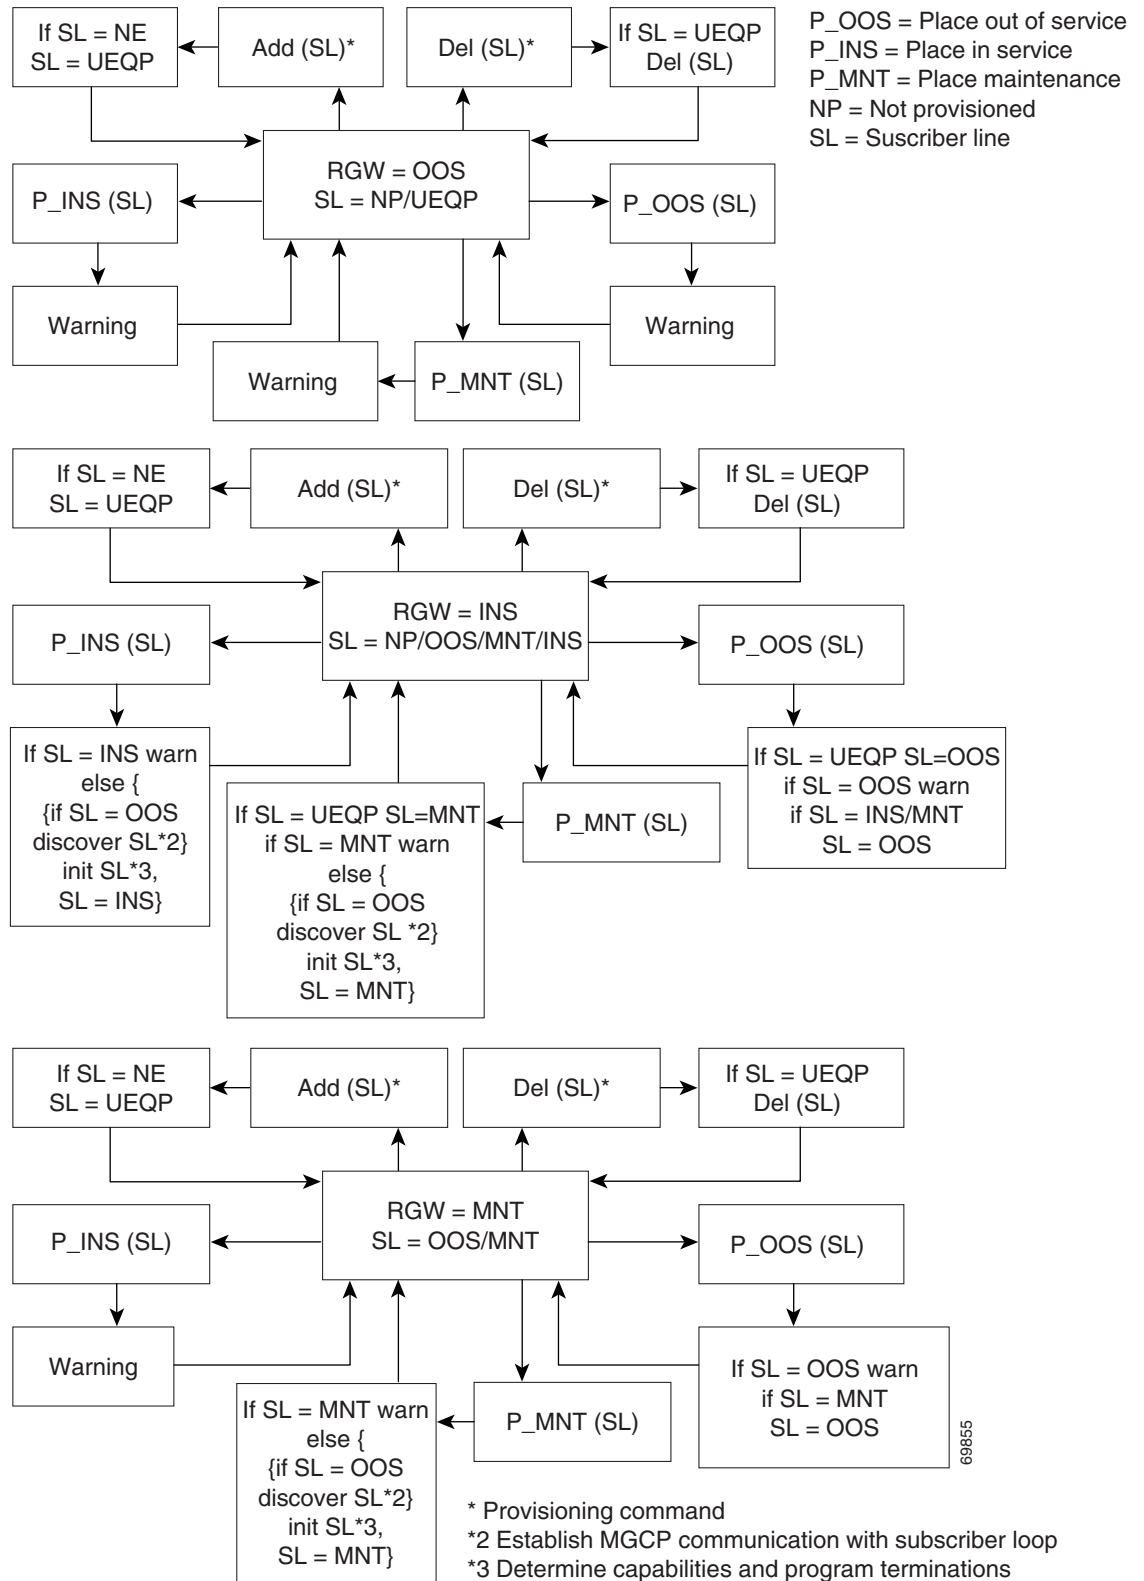 If SL = NE
SL = UEQP
Add (SL)*
Del (SL)*
If SL = UEQP
Del (SL)
P_OOS = Place out of service
P_INS = Place in service
P_MNT = Place maintenance
NP = Not provisioned
SL = Suscriber line
RGW = OOS
SL = NP/UEQP
P_INS (SL)
P_OOS (SL)
Warning
Warning
Warning
P_MNT (SL)
If SL = NE
SL = UEQP
Add (SL)*
Del (SL)*
If SL = UEQP
Del (SL)
RGW = INS
SL = NP/OOS/MNT/INS
P_INS (SL)
P_OOS (SL)
If SL = INS warn
else {
{if SL = OOS
discover SL*2}
init SL*3,
SL = INS}
If SL = UEQP SL=MNT
if SL = MNT warn
else {
{if SL = OOS
discover SL *2}
init SL*3,
SL = MNT}
P_MNT (SL)
If SL = UEQP SL=OOS
if SL = OOS warn
if SL = INS/MNT
SL = OOS
If SL = NE
SL = UEQP
Add (SL)*
Del (SL)*
If SL = UEQP
Del (SL)
RGW = MNT
SL = OOS/MNT
P_INS (SL)
P_OOS (SL)
Warning
If SL = MNT warn
else {
{if SL = OOS
discover SL*2}
init SL*3,
SL = MNT}
P_MNT (SL)
If SL = OOS warn
if SL = MNT
SL = OOS
69855
* Provisioning command
*2 Establish MGCP communication with subscriber loop
*3 Determine capabilities and program terminations